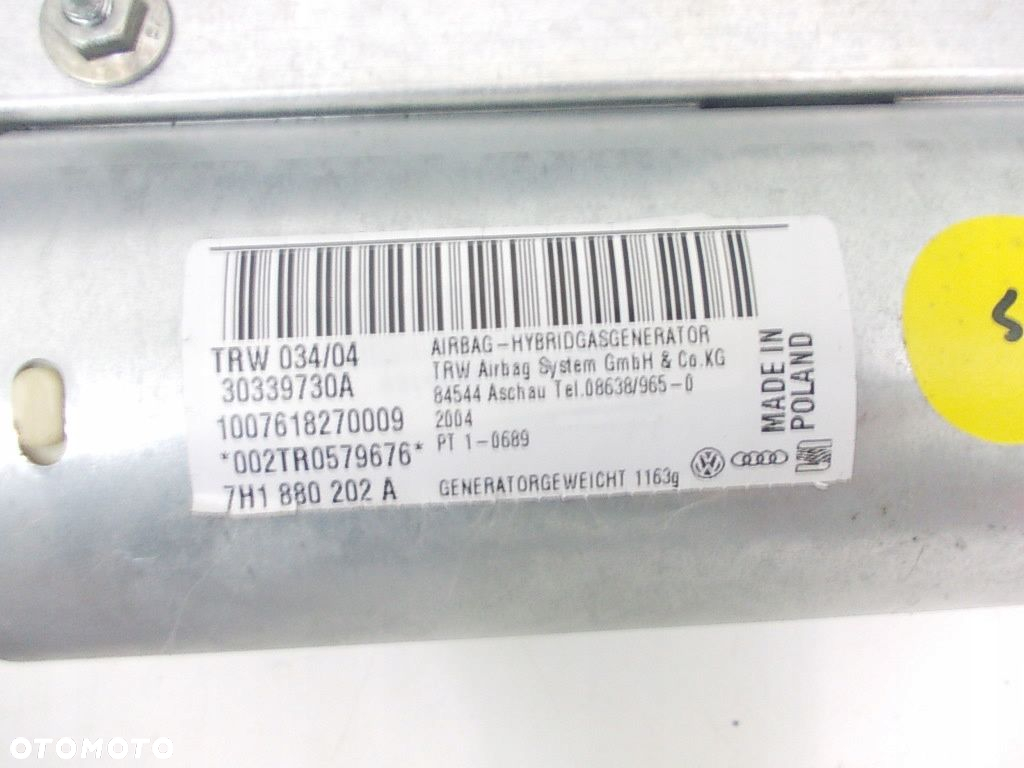 TRW 034/04
30339730A
1007618270009
*002TR0579676*
7H1 880 202 A
AIRBAG-HYBRIDGASGENERATOR
TRW Airbag System GmbH & Co.KG
84544 Aschau Tel.08638/965-0
2004
PT 1-0689
GENERATORGEWEICHT 1163g
MADE IN
POLAND
S
OTOMOTO